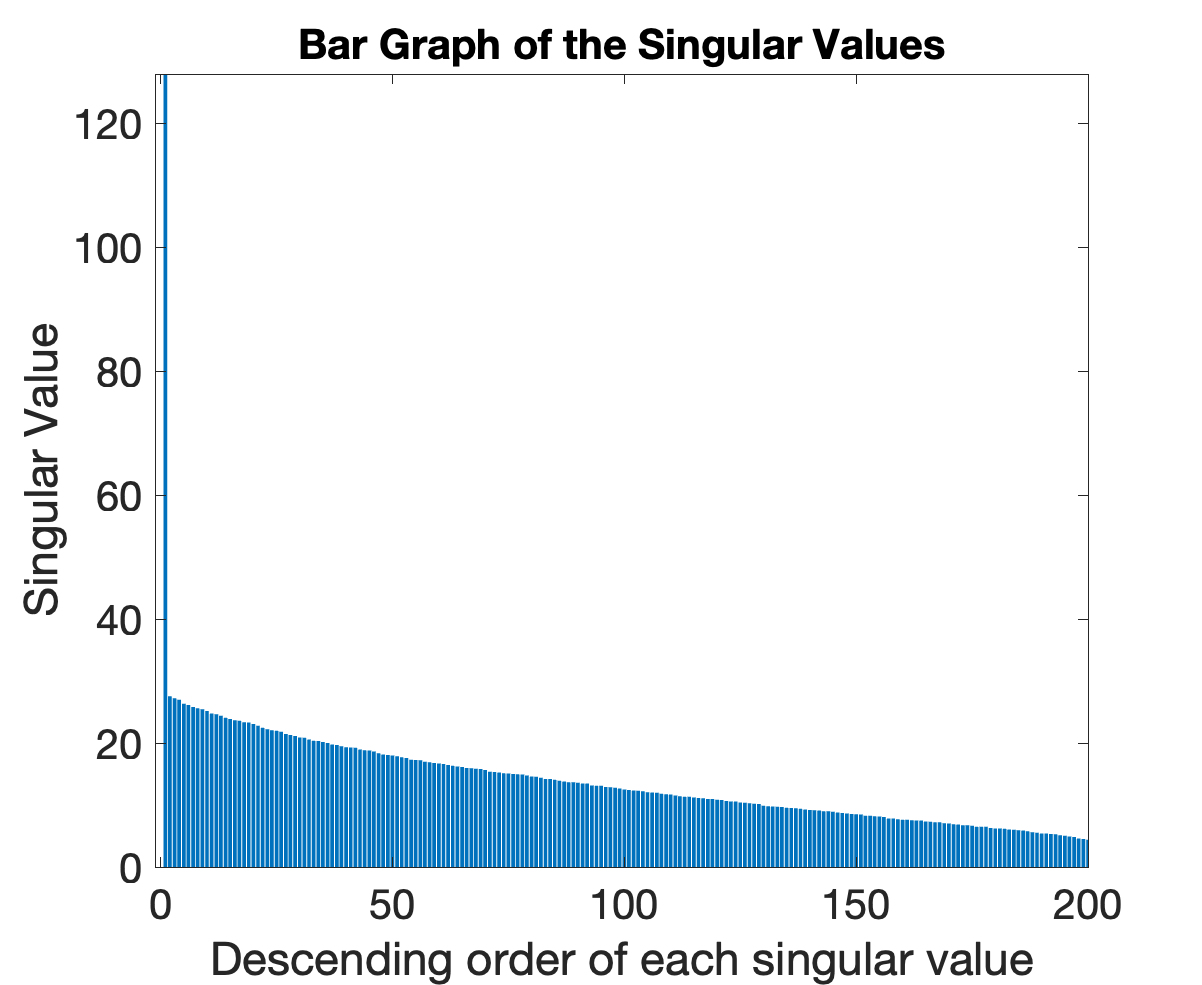 Bar Graph of the Singular Values
120
100
80
60
40
20
0
Singular Value
0 50 100 150 200
Descending order of each singular value